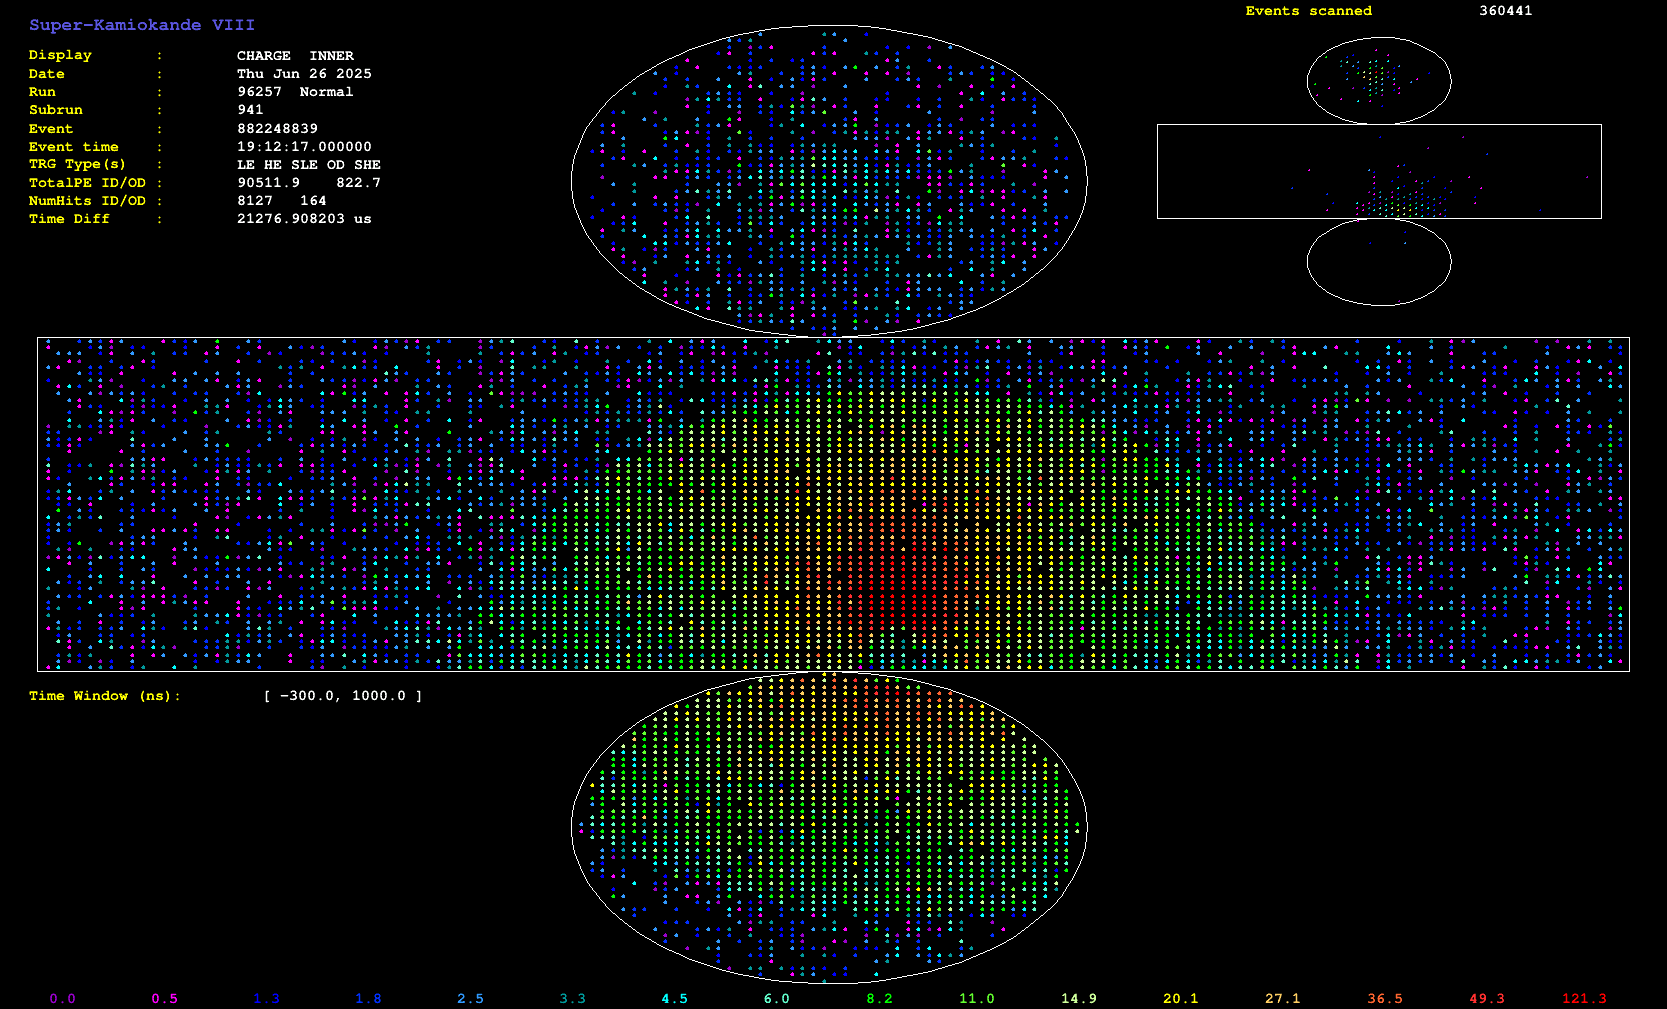 Super-Kamiokande VIII
Events scanned 360441
Display : CHARGE INNER
Date : Thu Jun 26 2025
Run : 96257 Normal
Subrun : 941
Event : 882248839
Event time : 19:12:17.000000
TRG Type(s) : LE HE SLE OD SHE
TotalPE ID/OD : 90511.9 822.7
NumHits ID/OD : 8127 164
Time Diff : 21276.908203 us
Time Window (ns): [ -300.0, 1000.0 ]
0.0 0.5 1.3 1.8 2.5 3.3 4.5 6.0 8.2 11.0 14.9 20.1 27.1 36.5 49.3 121.3